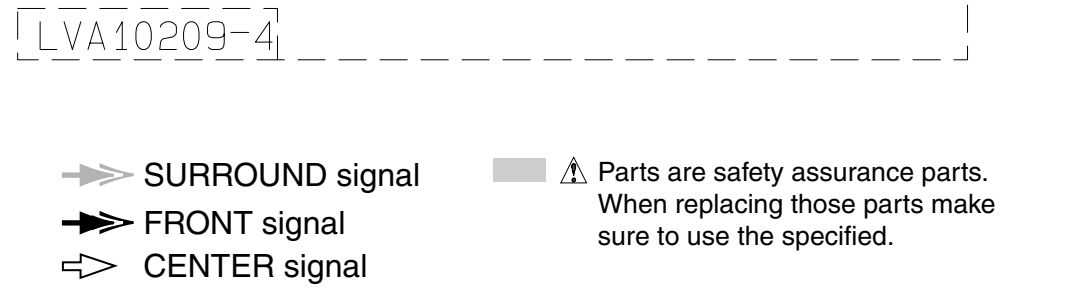 LVA10209-4
SURROUND signal
FRONT signal
CENTER signal
Parts are safety assurance parts.
When replacing those parts make
sure to use the specified.